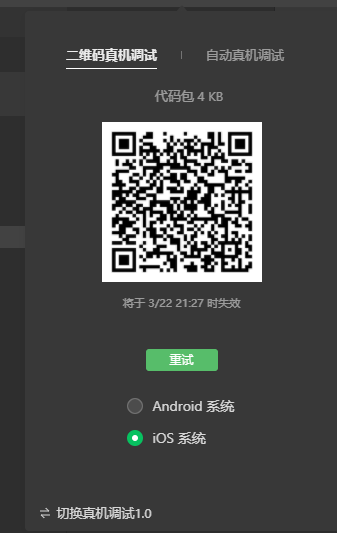 二维码真机调试 | 自动真机调试
代码包 4 KB
将于 3/22 21:27 时失效
重试
Android 系统
iOS 系统
切换真机调试1.0